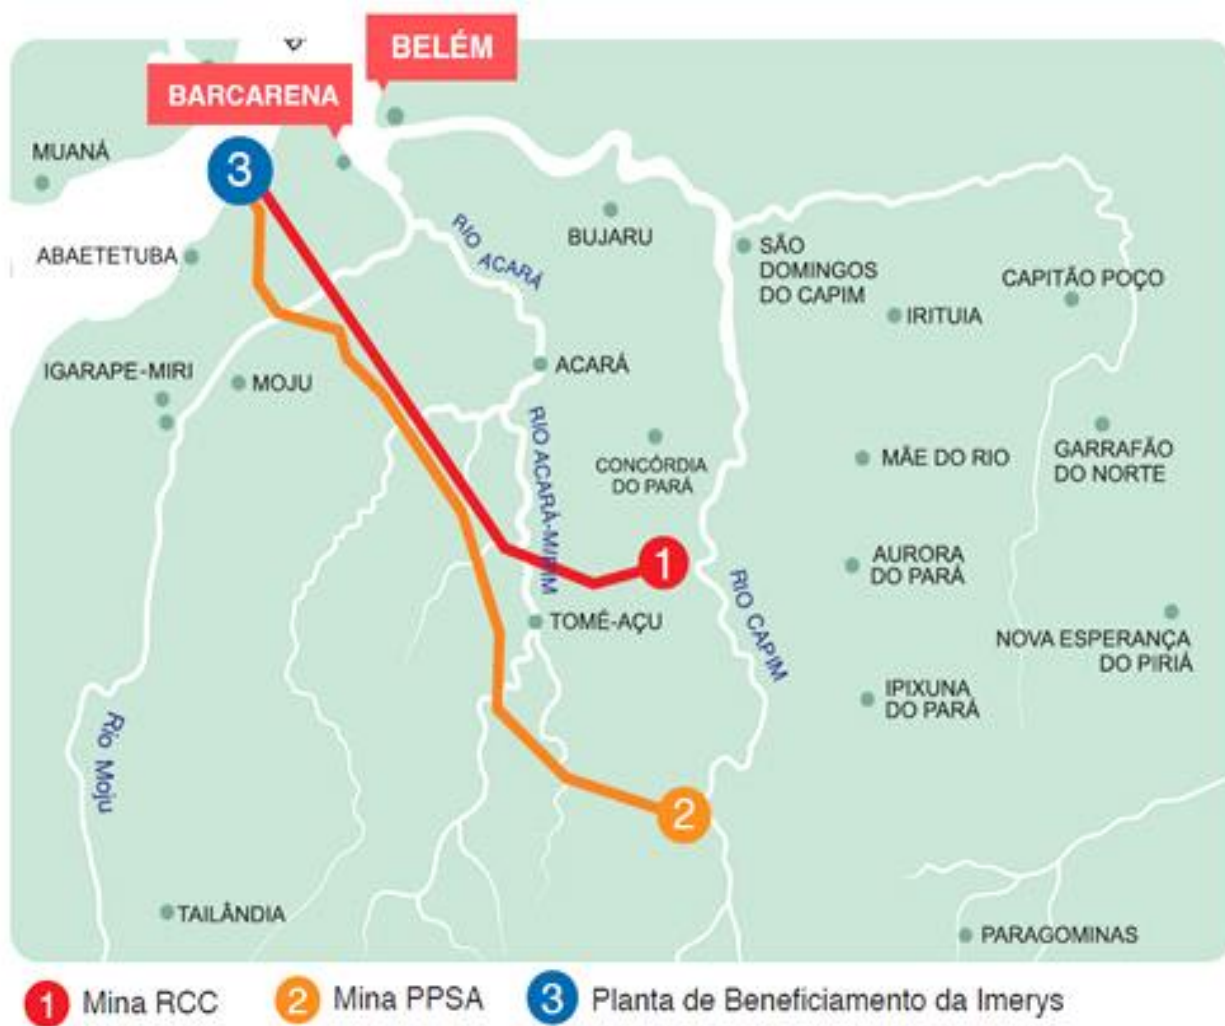 BELÉM
BARCARENA
MUANÁ
3
ABAETETUBA
RIO ACARÁ
BUJARU
SÃO
DOMINGOS
DO CAPIM
CAPITÃO POÇO
IRITUIA
IGARAPE-MIRI
MOJU
ACARÁ
RIO ACARÁ-MIRIM
CONCÓRDIA
DO PARÁ
MÃE DO RIO
GARRAFÃO
DO NORTE
1
AURORA
DO PARÁ
RIO CAPIM
TOMÉ-AÇU
NOVA ESPERANÇA
DO PIRIÁ
IPIXUNA
DO PARÁ
Rio Moju
2
TAILÂNDIA
PARAGOMINAS
1 Mina RCC 2 Mina PPSA 3 Planta de Beneficiamento da Imerys